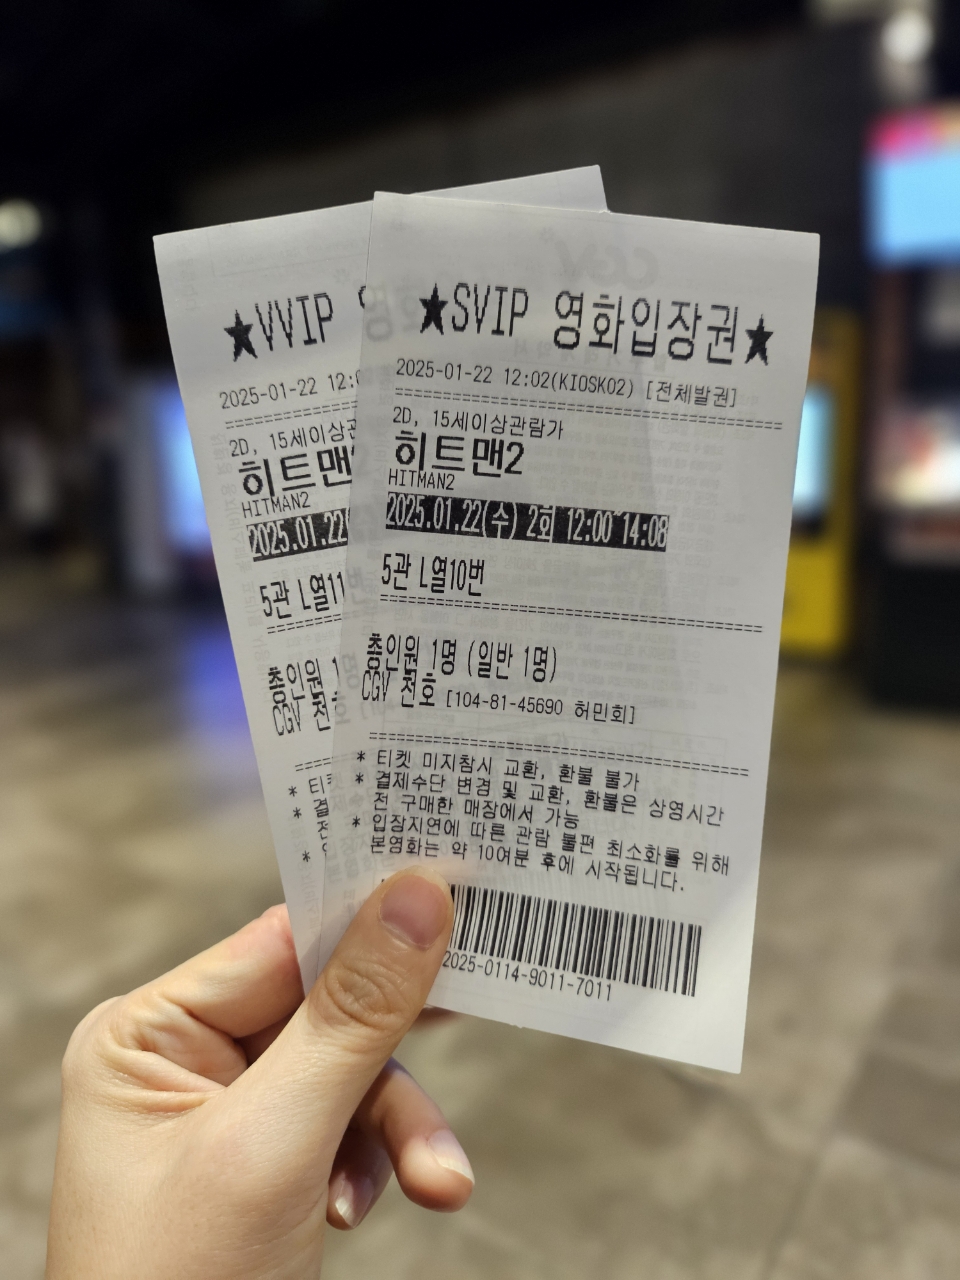 ★VVIP
2025-01-22 12:0
2D, 15세이상관
히트맨
HITMAN2
2025.01.22(
5관 L열11
총인원 1
CGV 전
* 티켓
* 결
전
*
CGV
★SVIP 영화입장권★
2025-01-22 12:02(KIOSK02) [전체발권]
2D, 15세이상관람가
히트맨2
HITMAN2
2025.01.22(수) 2회 12:00~14:08
5관 L열10번
총인원 1명 (일반 1명)
CGV 전호 [104-81-45690 허민회]
* 티켓 미지참시 교환, 환불 불가
* 결제수단 변경 및 교환, 환불은 상영시간
전 구매한 매장에서 가능
* 입장지연에 따른 관람 불편 최소화를 위해
본영화는 약 10여분 후에 시작됩니다.
2025-0114-9011-7011